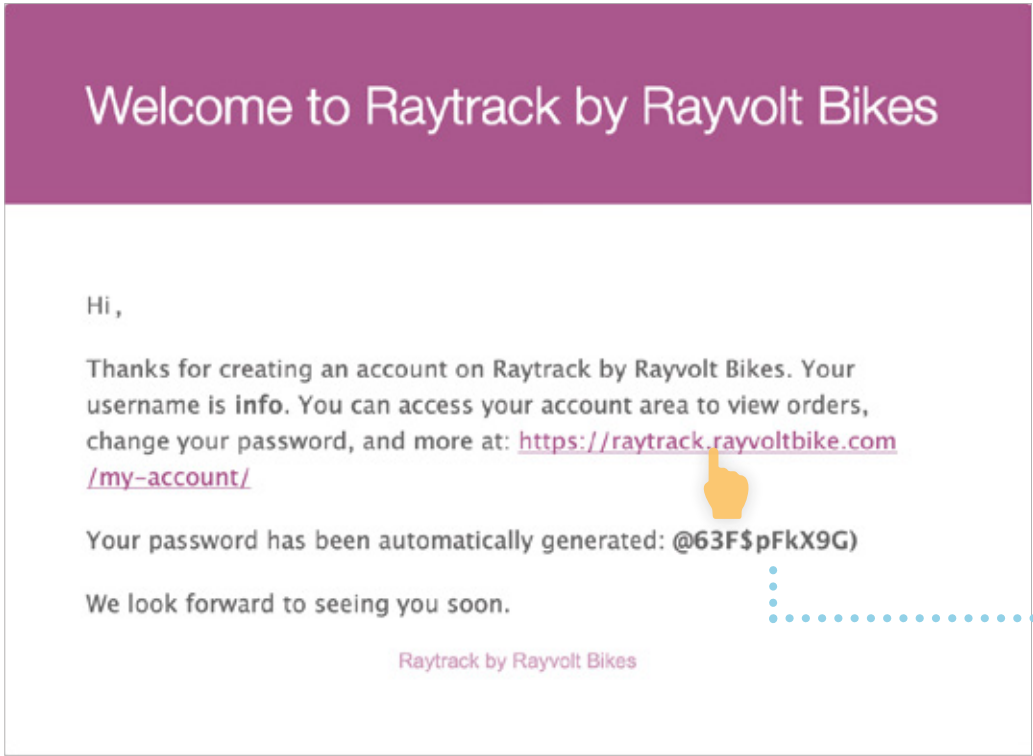 Welcome to Raytrack by Rayvolt Bikes
Hi ,
Thanks for creating an account on Raytrack by Rayvolt Bikes. Your
username is info. You can access your account area to view orders,
change your password, and more at: https://raytrack.rayvoltbike.com
/my-account/
Your password has been automatically generated: @63F$pFkX9G)
We look forward to seeing you soon.
Raytrack by Rayvolt Bikes